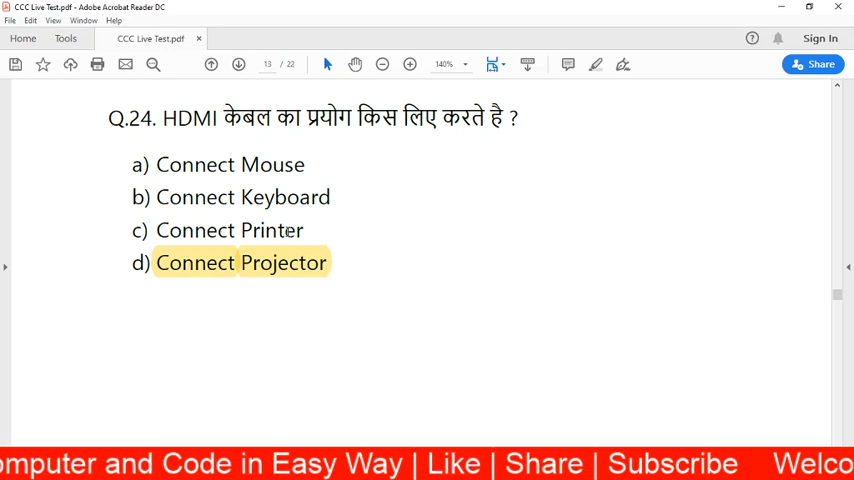 CCC Live Test.pdf - Adobe Acrobat Reader DC
File Edit View Window Help
Home Tools CCC Live Test.pdf × Sign In
13 / 22 140% Share
Q.24. HDMI केबल का प्रयोग किस लिए करते है ?
a) Connect Mouse
b) Connect Keyboard
c) Connect Printer
d) Connect Projector
omputer and Code in Easy Way | Like | Share | Subscribe Welco